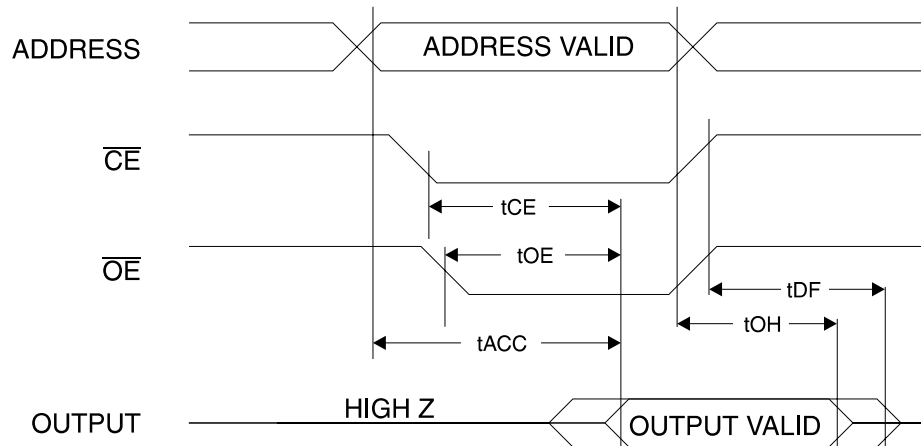 ADDRESS
ADDRESS VALID
CE
tCE
OE
tOE
tDF
tOH
tACC
HIGH Z
OUTPUT
OUTPUT VALID